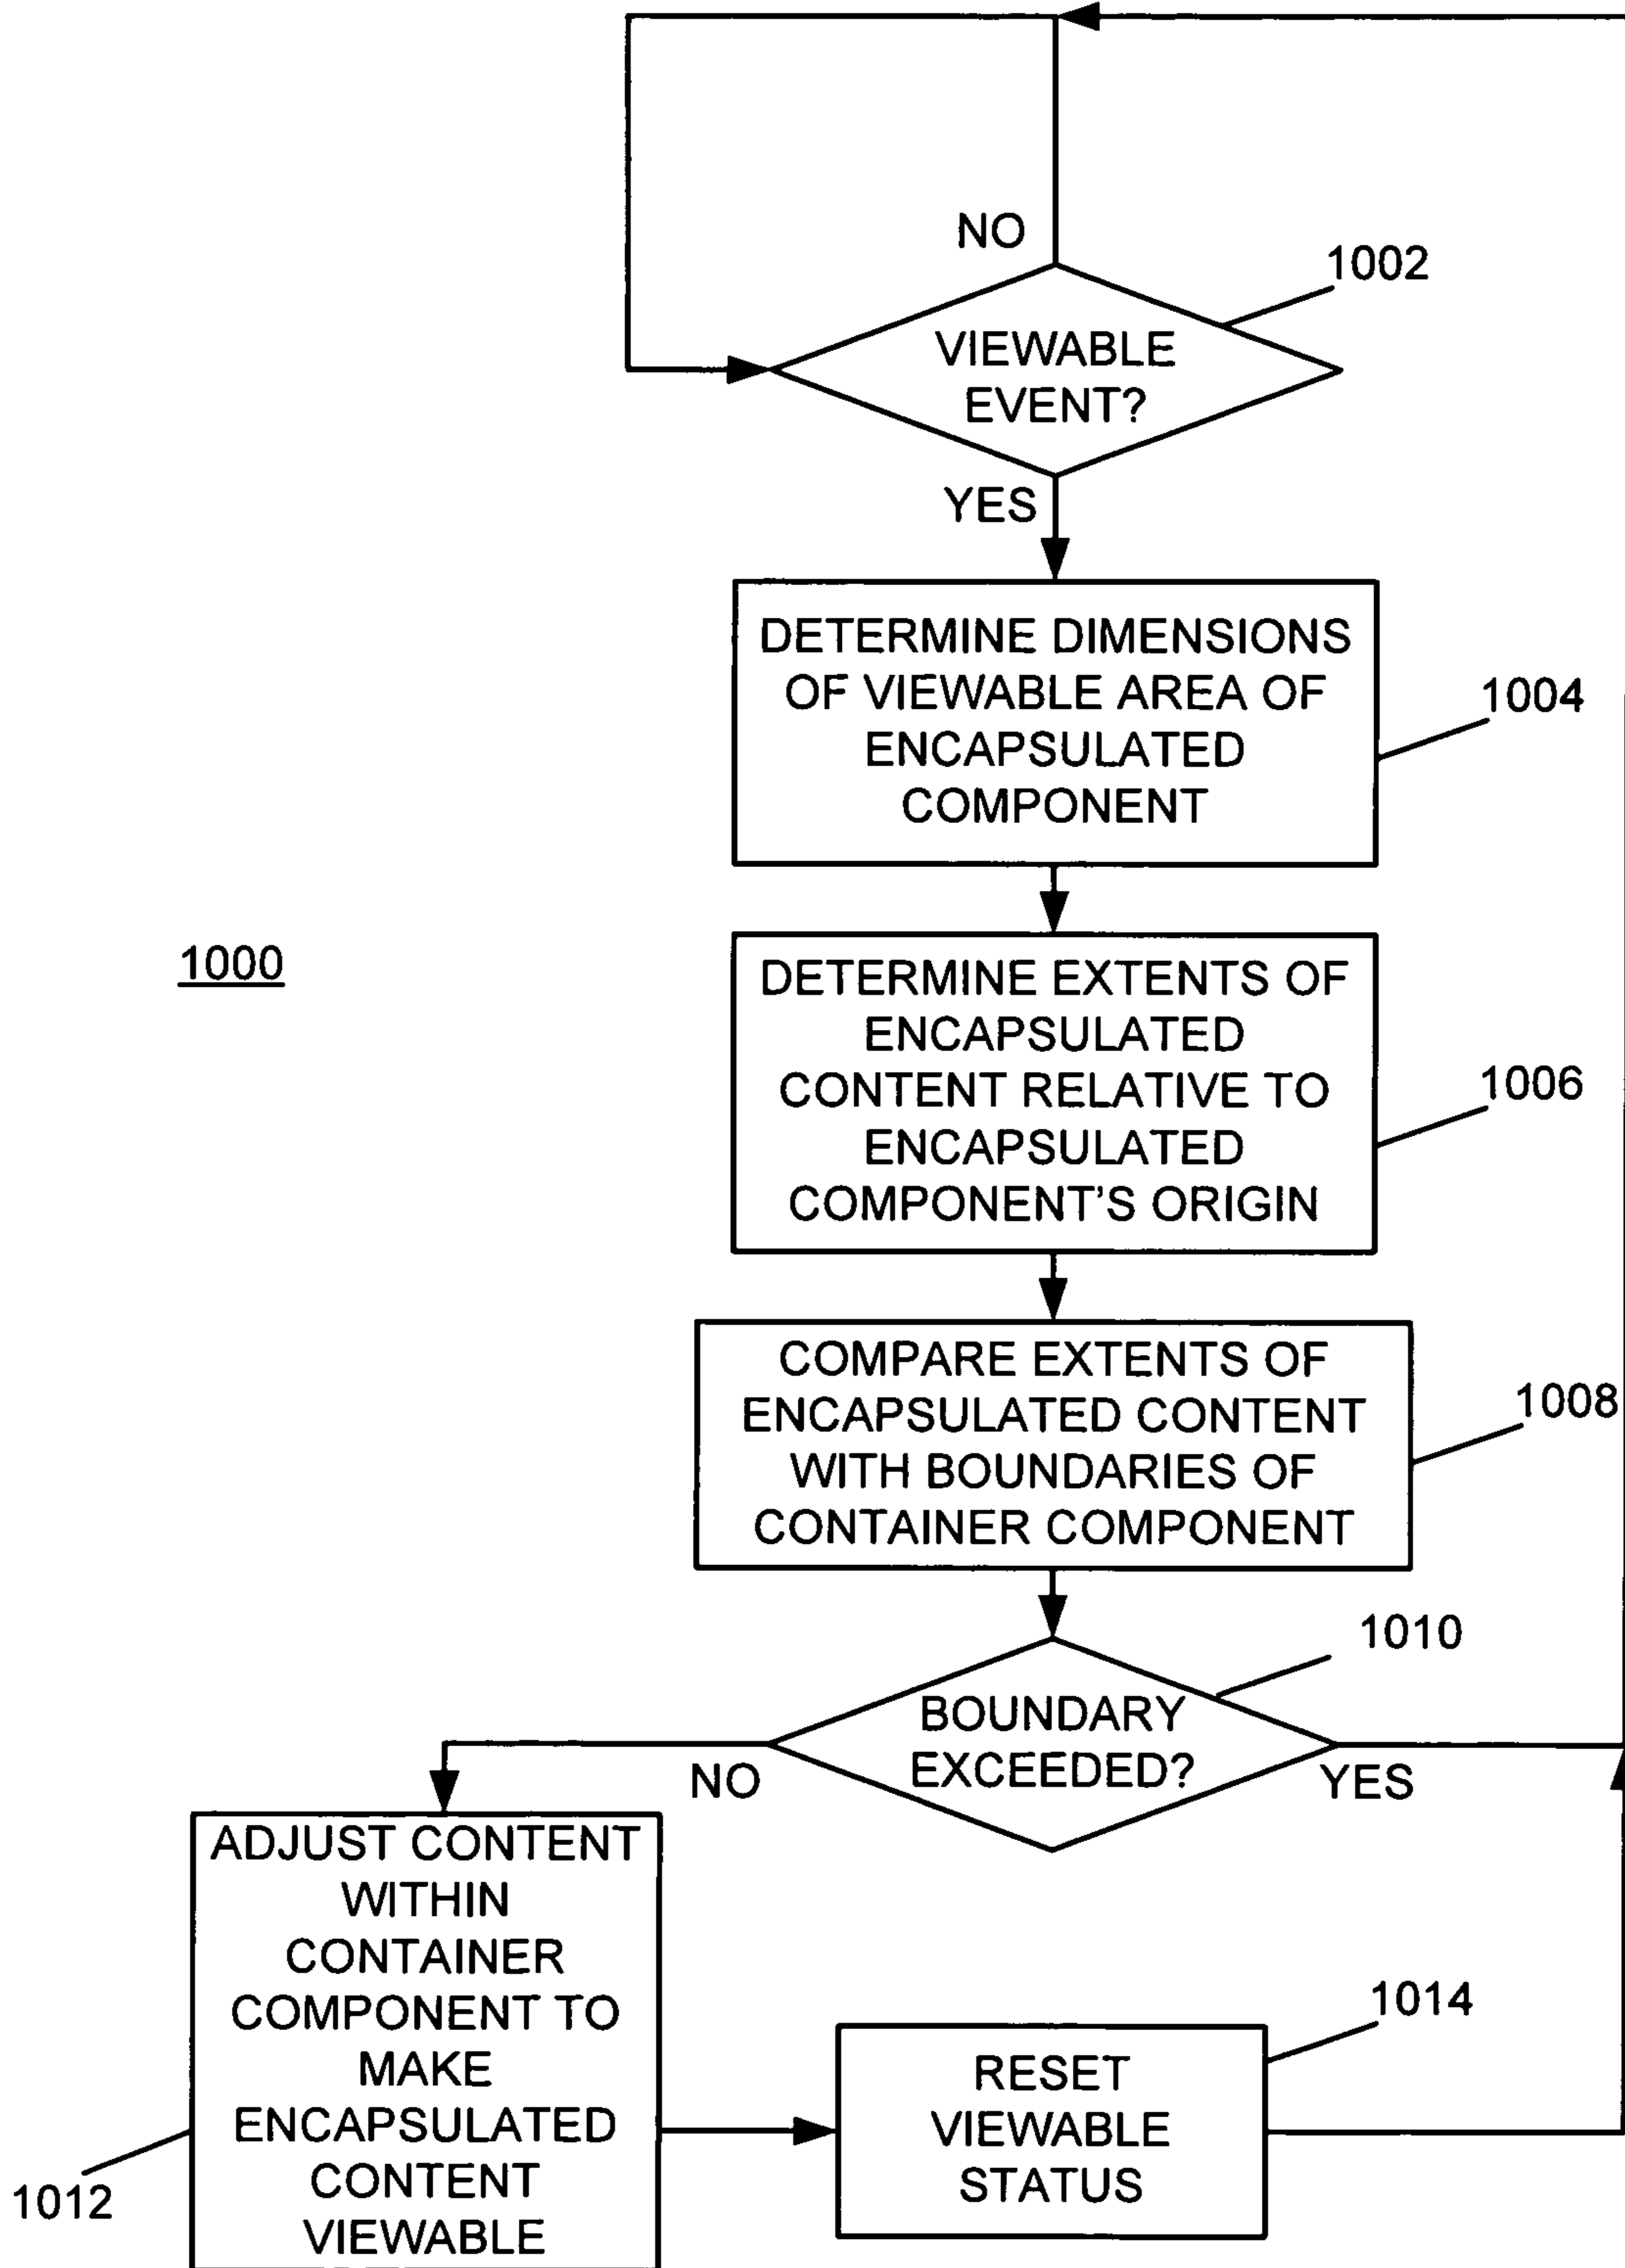 NO
1002
VIEWABLE
EVENT?
YES
DETERMINE DIMENSIONS
OF VIEWABLE AREA OF
ENCAPSULATED
COMPONENT
1004
1000
DETERMINE EXTENTS OF
ENCAPSULATED
CONTENT RELATIVE TO
ENCAPSULATED
COMPONENT'S ORIGIN
1006
COMPARE EXTENTS OF
ENCAPSULATED CONTENT
WITH BOUNDARIES OF
CONTAINER COMPONENT
1008
1010
BOUNDARY
EXCEEDED?
NO
YES
ADJUST CONTENT
WITHIN
CONTAINER
COMPONENT TO
MAKE
ENCAPSULATED
CONTENT
VIEWABLE
1012
1014
RESET
VIEWABLE
STATUS